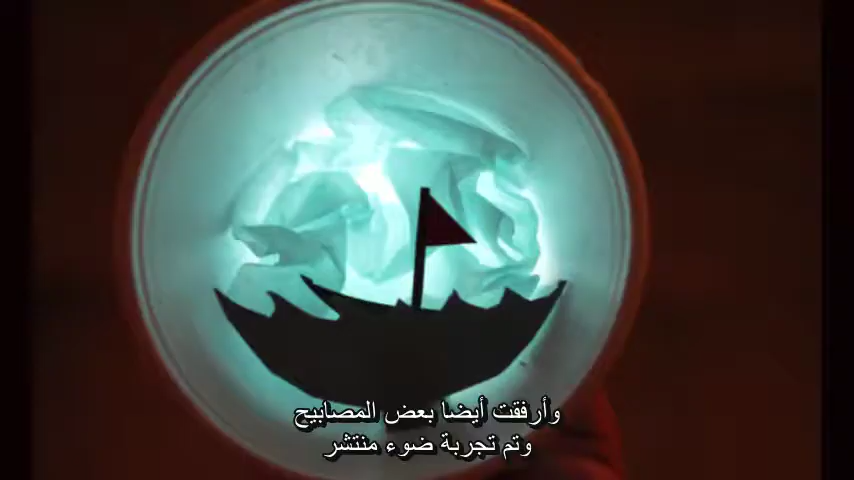 وأرفقت أيضا بعض المصابيح
وتم تجربة ضوء منتشر